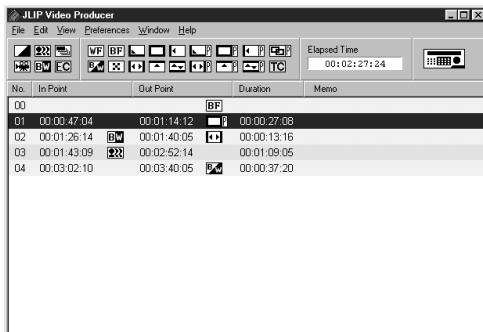 JLIP Video Producer
File Edit View Preferences Window Help
WF BF P P P P
Elapsed Time
00:02:27:24
BW EC B/W P P P TC
No. In Point Out Point Duration Memo
00 BF
01 00:00:47:04 00:01:14:12 P 00:00:27:08
02 00:01:26:14 BW 00:01:40:05 00:00:13:16
03 00:01:43:09 00:02:52:14 00:01:09:05
04 00:03:02:10 00:03:40:05 B/W 00:00:37:20